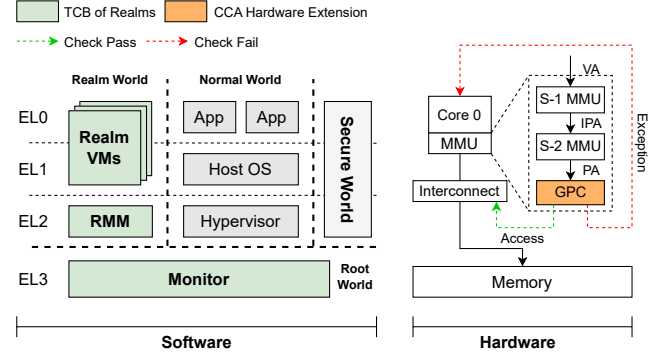 TCB of Realms
CCA Hardware Extension
Check Pass
Check Fail
Realm World
Normal World
EL0
EL1
EL2
EL3
Realm
VMs
RMM
App
App
Host OS
Hypervisor
Secure World
Monitor
Root
World
Software
Core 0
MMU
Interconnect
VA
S-1 MMU
IPA
S-2 MMU
PA
GPC
Exception
Access
Memory
Hardware